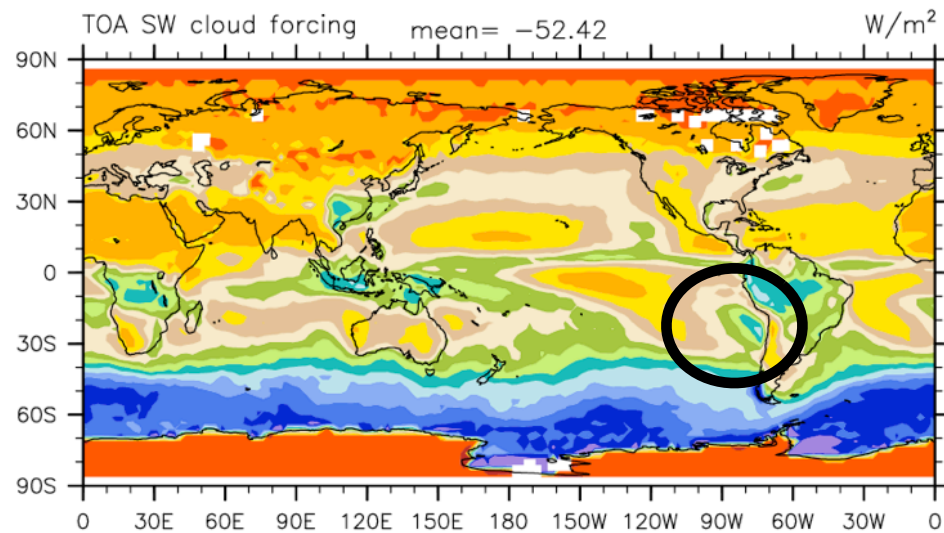 TOA SW cloud forcing mean= −52.42 W/m²
90N
60N
30N
0
30S
60S
90S
0 30E 60E 90E 120E 150E 180 150W 120W 90W 60W 30W 0